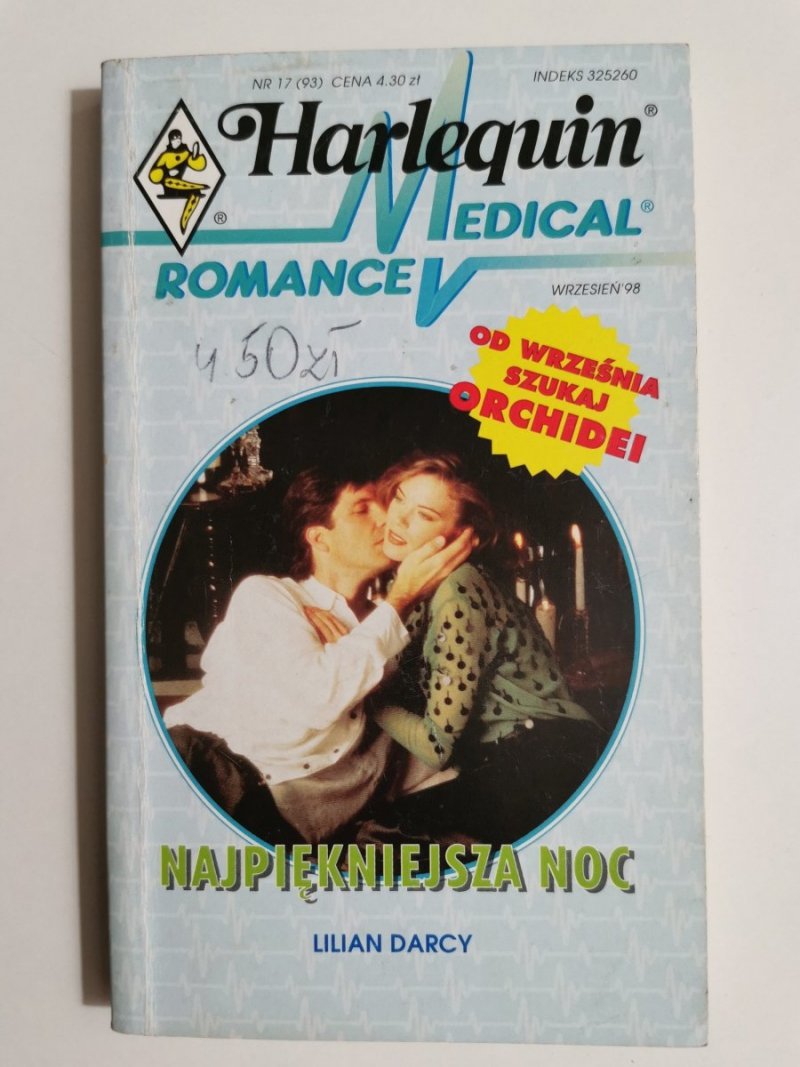 NR 17 (93) CENA 4.30 zł
INDEKS 325260
Harlequin®
®
MEDICAL®
ROMANCE
WRZESIEŃ'98
4 50 zł
OD WRZEŚNIA
SZUKAJ
ORCHIDEI
NAJPIĘKNIEJSZA NOC
LILIAN DARCY